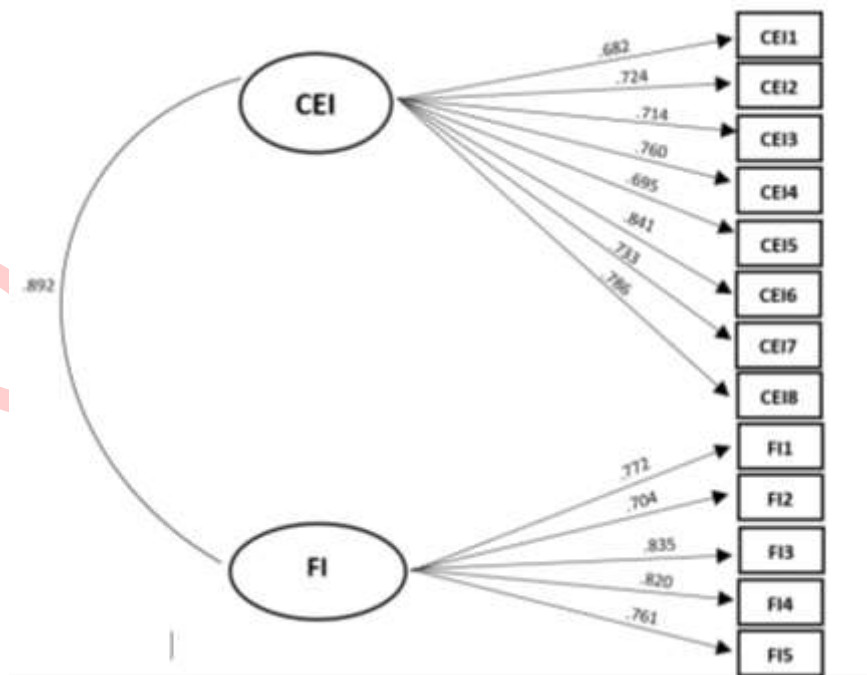 CEI
FI
.892
.682
.724
.714
.760
.695
.841
.733
.786
.772
.704
.835
.820
.761
CEI1
CEI2
CEI3
CEI4
CEI5
CEI6
CEI7
CEI8
FI1
FI2
FI3
FI4
FI5